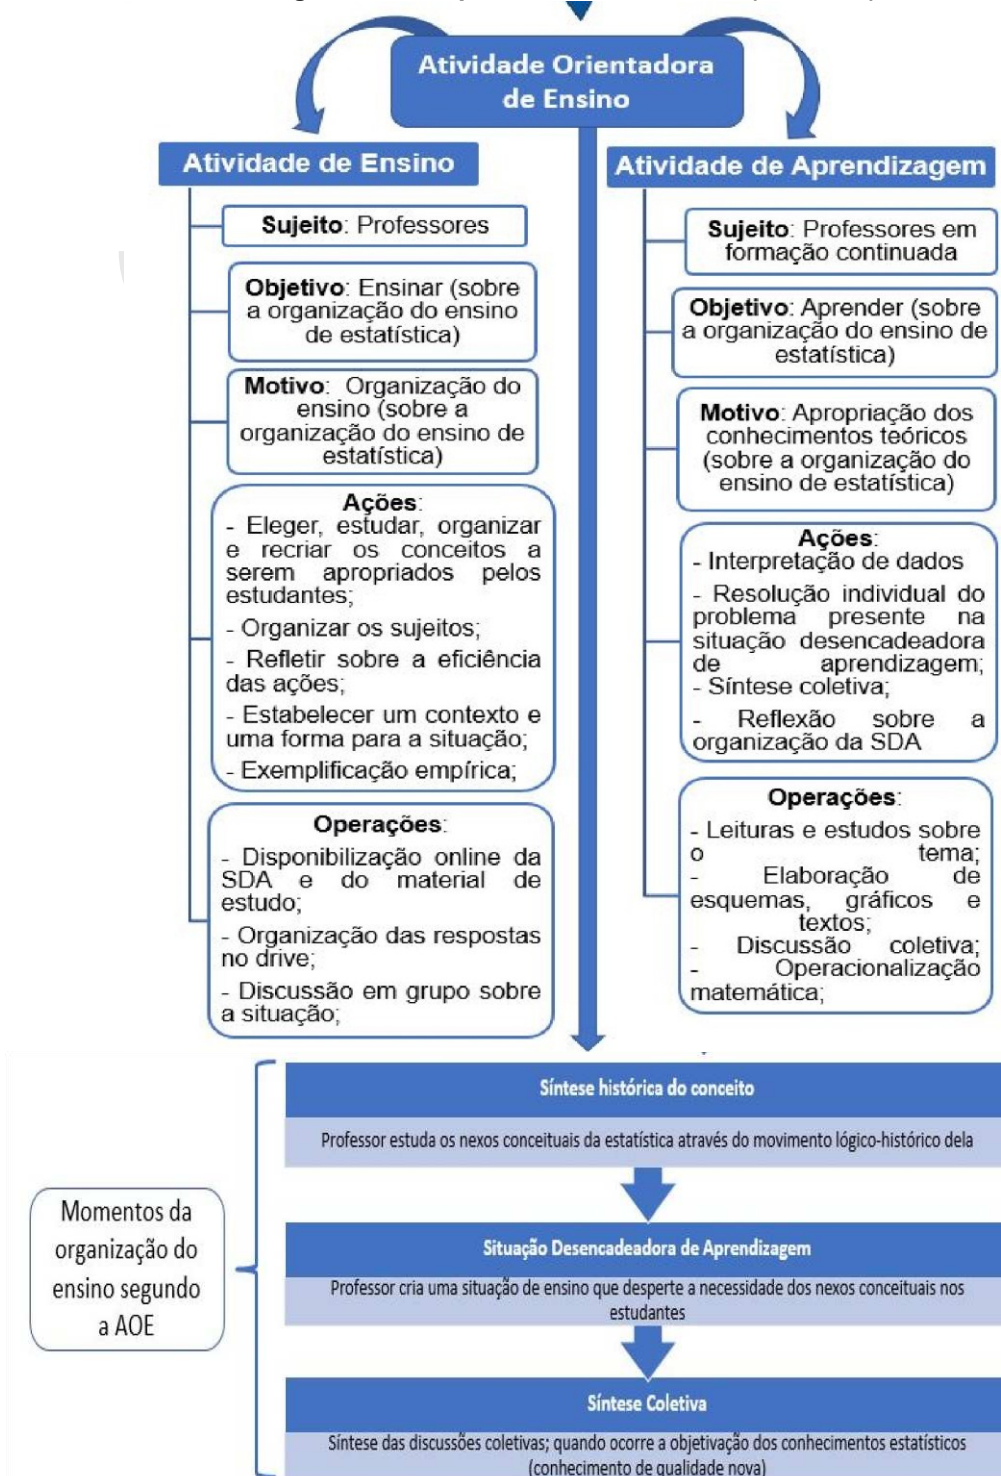 Atividade Orientadora
de Ensino
Atividade de Ensino
Sujeito: Professores
Objetivo: Ensinar (sobre
a organização do ensino
de estatística)
Motivo: Organização do
ensino (sobre a
organização do ensino de
estatística)
Ações:
- Eleger, estudar, organizar
e recriar os conceitos a
serem apropriados pelos
estudantes;
- Organizar os sujeitos;
- Refletir sobre a eficiência
das ações;
- Estabelecer um contexto e
uma forma para a situação;
- Exemplificação empírica;
Operações:
- Disponibilização online da
SDA e do material de
estudo;
- Organização das respostas
no drive;
- Discussão em grupo sobre
a situação;
Atividade de Aprendizagem
Sujeito: Professores em
formação continuada
Objetivo: Aprender (sobre
a organização do ensino de
estatística)
Motivo: Apropriação dos
conhecimentos teóricos
(sobre a organização do
ensino de estatística)
Ações:
- Interpretação de dados
- Resolução individual do
problema presente na
situação desencadeadora
de aprendizagem;
- Síntese coletiva;
- Reflexão sobre a
organização da SDA
Operações:
- Leituras e estudos sobre
o tema;
- Elaboração de
esquemas, gráficos e
textos;
- Discussão coletiva;
- Operacionalização
matemática;
Momentos da
organização do
ensino segundo
a AOE
Síntese histórica do conceito
Professor estuda os nexos conceituais da estatística através do movimento lógico-histórico dela
Situação Desencadeadora de Aprendizagem
Professor cria uma situação de ensino que desperte a necessidade dos nexos conceituais nos
estudantes
Síntese Coletiva
Síntese das discussões coletivas; quando ocorre a objetivação dos conhecimentos estatísticos
(conhecimento de qualidade nova)